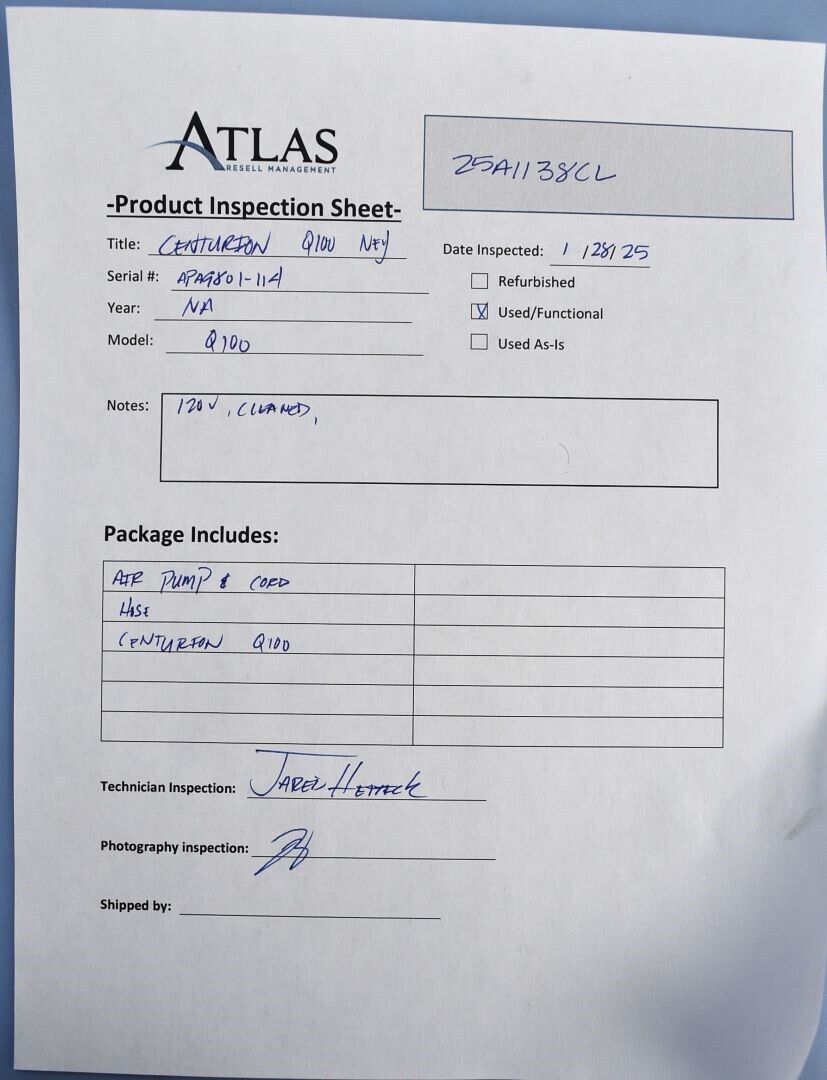 ATLAS
RESELL MANAGEMENT
25A1138CL
-Product Inspection Sheet-
Title: CENTURION Q100 NEY
Date Inspected: 1/28/25
Serial #: APA9801-114
Refurbished
Year: NA
X Used/Functional
Model: Q100
Used As-Is
Notes: 120V, CLEANED,
Package Includes:
AIR PUMP & CORD
HOSE
CENTURION Q100
Technician Inspection: JAREN
Photography inspection:
Shipped by: